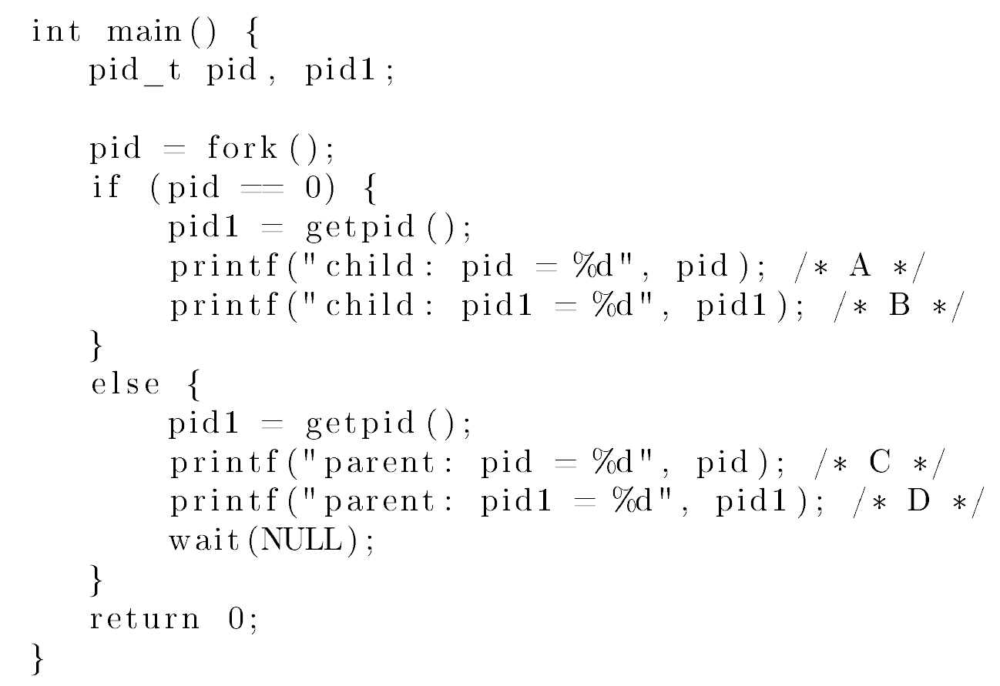 int main() {
pid_t pid, pid1;
pid = fork();
if (pid == 0) {
pid1 = getpid();
printf("child: pid = %d", pid); /* A */
printf("child: pid1 = %d", pid1); /* B */
}
else {
pid1 = getpid();
printf("parent: pid = %d", pid); /* C */
printf("parent: pid1 = %d", pid1); /* D */
wait(NULL);
}
return 0;
}